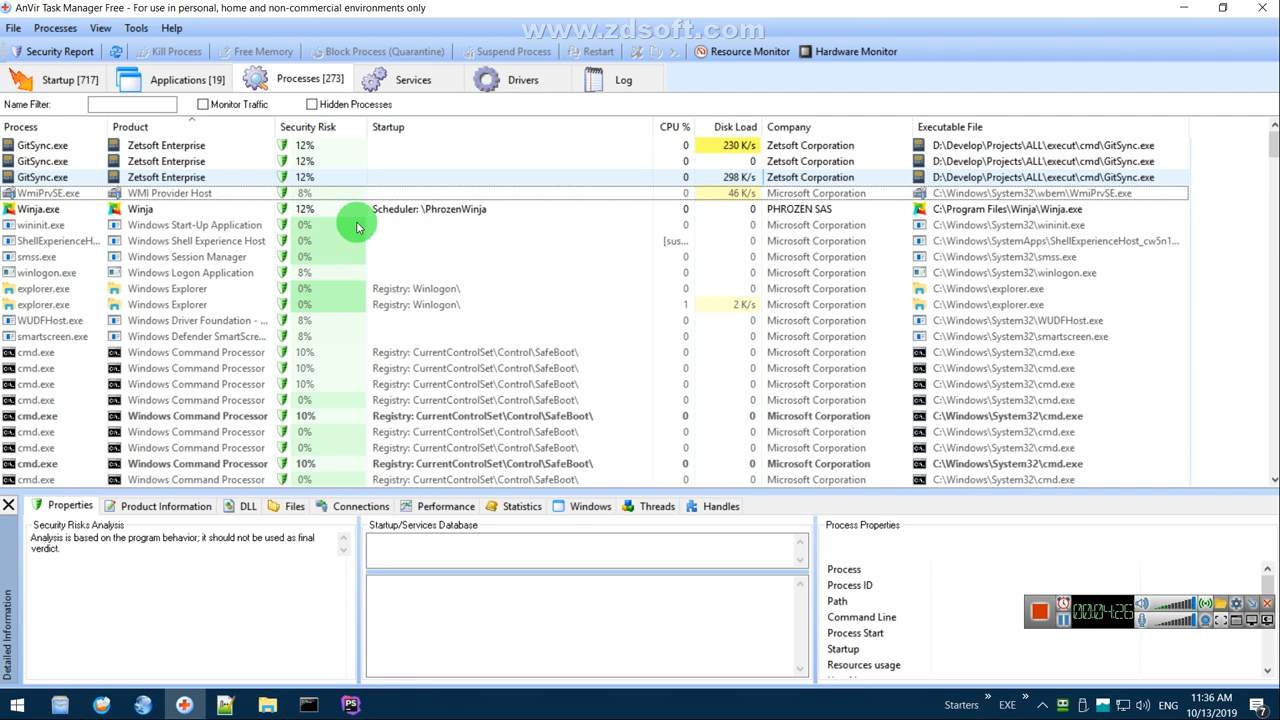 AnVir Task Manager Free - For use in personal, home and non-commercial environments only
www.zdsoft.com
File Processes View Tools Help
Security Report Kill Process Free Memory Block Process (Quarantine) Suspend Process Restart Resource Monitor Hardware Monitor
Startup [717] Applications [19] Processes [273] Services Drivers Log
Name Filter: Monitor Traffic Hidden Processes
Process Product Security Risk Startup CPU % Disk Load Company Executable File
GitSync.exe Zetsoft Enterprise 12% 0 230 K/s Zetsoft Corporation D:\Develop\Projects\ALL\execut\cmd\GitSync.exe
GitSync.exe Zetsoft Enterprise 12% 0 0 Zetsoft Corporation D:\Develop\Projects\ALL\execut\cmd\GitSync.exe
GitSync.exe Zetsoft Enterprise 12% 0 298 K/s Zetsoft Corporation D:\Develop\Projects\ALL\execut\cmd\GitSync.exe
WmiPrvSE.exe WMI Provider Host 8% 0 46 K/s Microsoft Corporation C:\Windows\System32\wbem\WmiPrvSE.exe
Winja.exe Winja 12% Scheduler: \PhrozenWinja 0 0 PHROZEN SAS C:\Program Files\Winja\Winja.exe
wininit.exe Windows Start-Up Application 0% 0 0 Microsoft Corporation C:\Windows\System32\wininit.exe
ShellExperienceH... Windows Shell Experience Host 0% [sus... 0 Microsoft Corporation C:\Windows\SystemApps\ShellExperienceHost_cw5n1...
smss.exe Windows Session Manager 0% 0 0 Microsoft Corporation C:\Windows\System32\smss.exe
winlogon.exe Windows Logon Application 8% 0 0 Microsoft Corporation C:\Windows\System32\winlogon.exe
explorer.exe Windows Explorer 0% Registry: Winlogon\ 0 0 Microsoft Corporation C:\Windows\explorer.exe
explorer.exe Windows Explorer 0% Registry: Winlogon\ 1 2 K/s Microsoft Corporation C:\Windows\explorer.exe
WUDFHost.exe Windows Driver Foundation - ... 8% 0 0 Microsoft Corporation C:\Windows\System32\WUDFHost.exe
smartscreen.exe Windows Defender SmartScre... 8% 0 0 Microsoft Corporation C:\Windows\System32\smartscreen.exe
cmd.exe Windows Command Processor 10% Registry: CurrentControlSet\Control\SafeBoot\ 0 0 Microsoft Corporation C:\Windows\System32\cmd.exe
cmd.exe Windows Command Processor 10% Registry: CurrentControlSet\Control\SafeBoot\ 0 0 Microsoft Corporation C:\Windows\System32\cmd.exe
cmd.exe Windows Command Processor 10% Registry: CurrentControlSet\Control\SafeBoot\ 0 0 Microsoft Corporation C:\Windows\System32\cmd.exe
cmd.exe Windows Command Processor 0% Registry: CurrentControlSet\Control\SafeBoot\ 0 0 Microsoft Corporation C:\Windows\System32\cmd.exe
cmd.exe Windows Command Processor 10% Registry: CurrentControlSet\Control\SafeBoot\ 0 0 Microsoft Corporation C:\Windows\System32\cmd.exe
cmd.exe Windows Command Processor 0% Registry: CurrentControlSet\Control\SafeBoot\ 0 0 Microsoft Corporation C:\Windows\System32\cmd.exe
cmd.exe Windows Command Processor 0% Registry: CurrentControlSet\Control\SafeBoot\ 0 0 Microsoft Corporation C:\Windows\System32\cmd.exe
cmd.exe Windows Command Processor 10% Registry: CurrentControlSet\Control\SafeBoot\ 0 0 Microsoft Corporation C:\Windows\System32\cmd.exe
cmd.exe Windows Command Processor 0% Registry: CurrentControlSet\Control\SafeBoot\ 0 0 Microsoft Corporation C:\Windows\System32\cmd.exe
Properties Product Information DLL Files Connections Performance Statistics Windows Threads Handles
Security Risks Analysis Startup/Services Database Process Properties
Analysis is based on the program behavior; it should not be used as final
verdict.
Process
Process ID
Path
Command Line
Process Start
Startup
Resources usage
00:04:26
Detailed Information
Starters » EXE » ENG 11:36 AM
10/13/2019
7